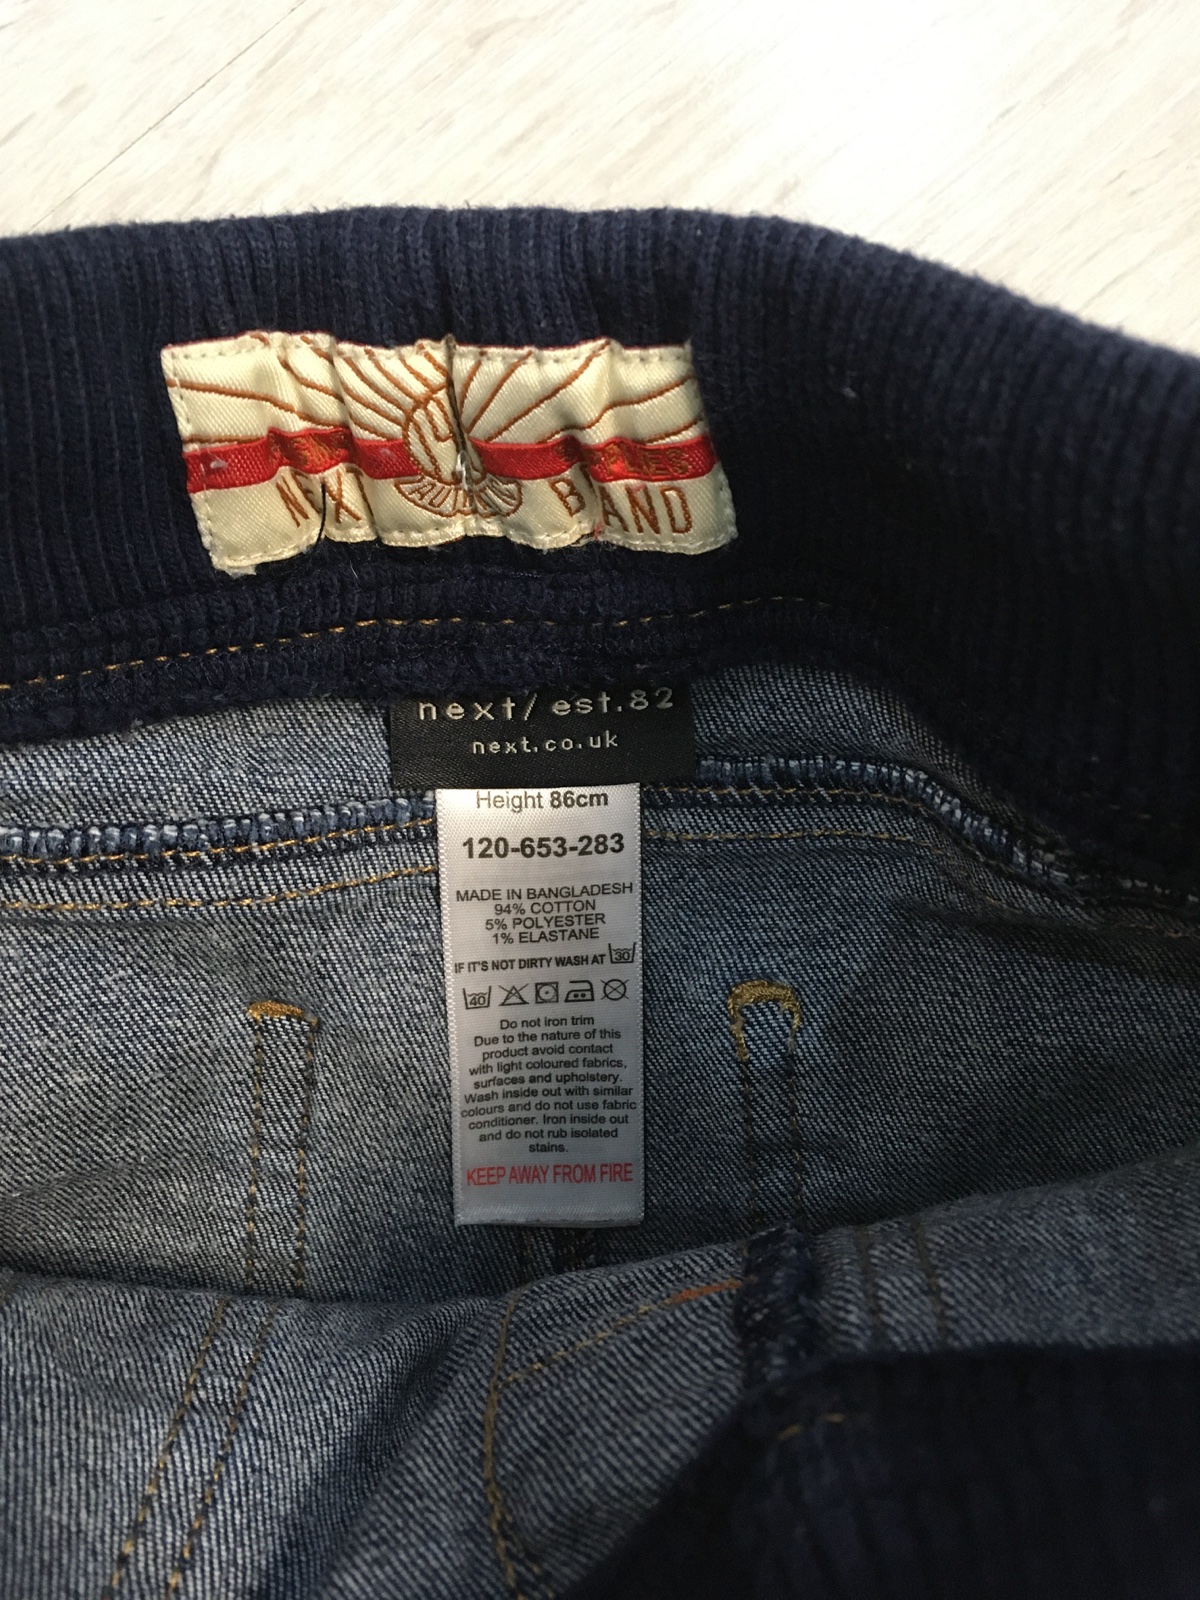 NEXT
BRAND
next/est.82
next.co.uk
Height 86cm
120-653-283
MADE IN BANGLADESH
94% COTTON
5% POLYESTER
1% ELASTANE
IF IT'S NOT DIRTY WASH AT 30
40
Do not iron trim
Due to the nature of this
product avoid contact
with light coloured fabrics,
surfaces and upholstery.
Wash inside out with similar
colours and do not use fabric
conditioner. Iron inside out
and do not rub isolated
stains.
KEEP AWAY FROM FIRE